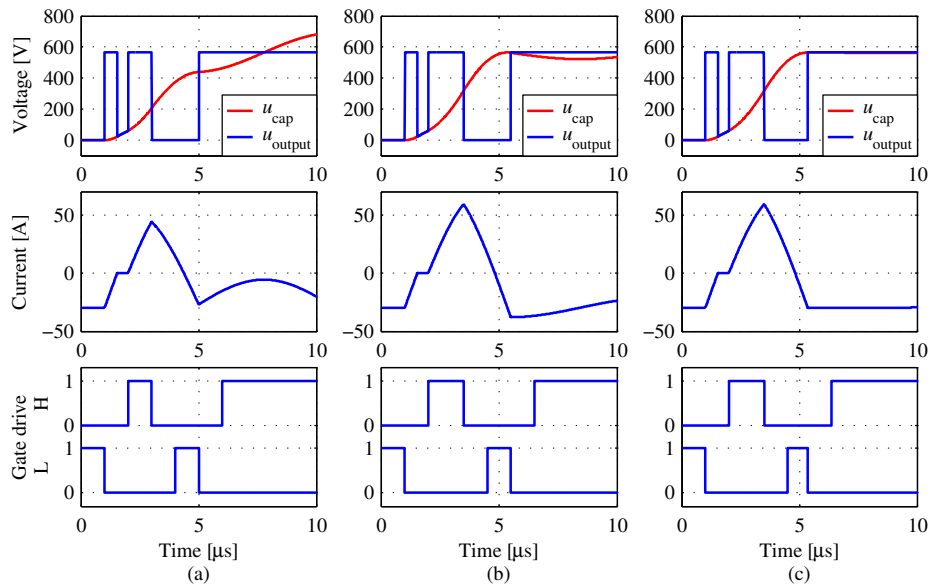 Voltage [V]
800
600
400
200
0
u_cap
u_output
0 5 10
800
600
400
200
0
u_cap
u_output
0 5 10
800
600
400
200
0
u_cap
u_output
0 5 10
Current [A]
50
0
−50
0 5 10
50
0
−50
0 5 10
50
0
−50
0 5 10
Gate drive
L H
1
0
1
0
0 5 10
Time [μs]
(a)
1
0
1
0
0 5 10
Time [μs]
(b)
1
0
1
0
0 5 10
Time [μs]
(c)